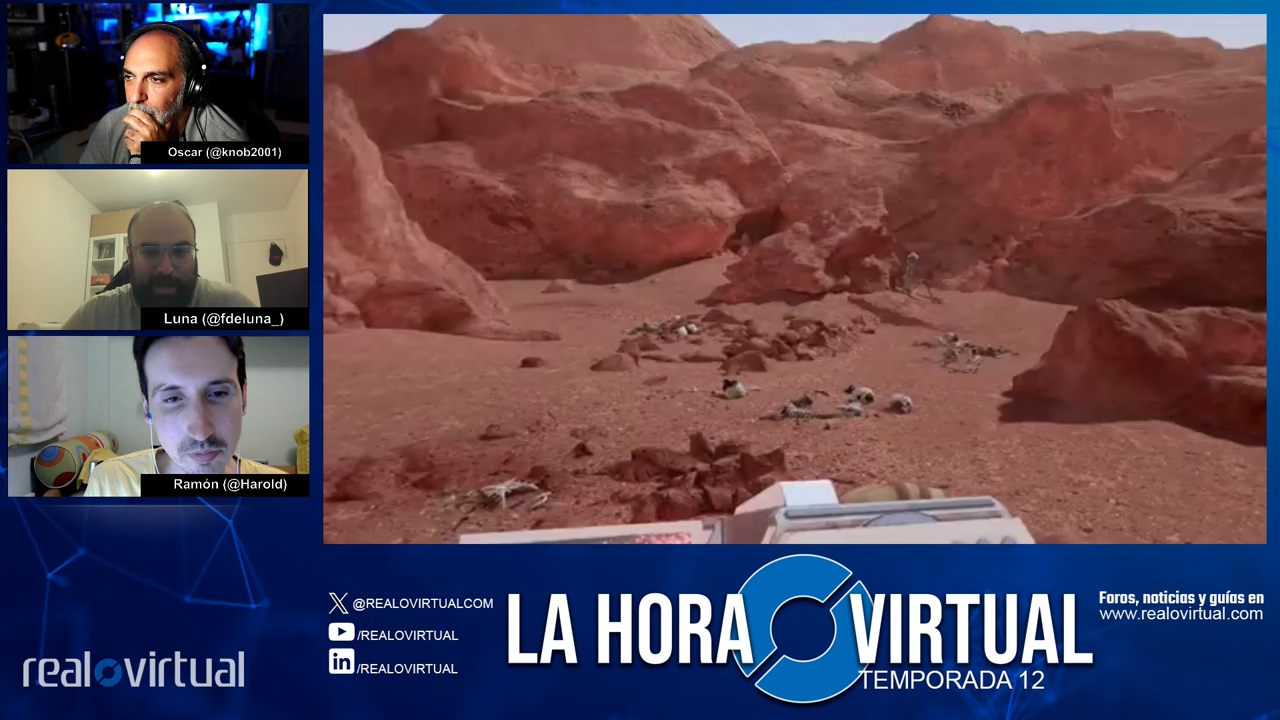 Oscar (@knob2001)
Luna (@fdeluna_)
Ramón (@Harold)
realovirtual
@REALOVIRTUALCOM
/REALOVIRTUAL
in /REALOVIRTUAL
LA HORA VIRTUAL
TEMPORADA 12
Foros, noticias y guías en
www.realovirtual.com